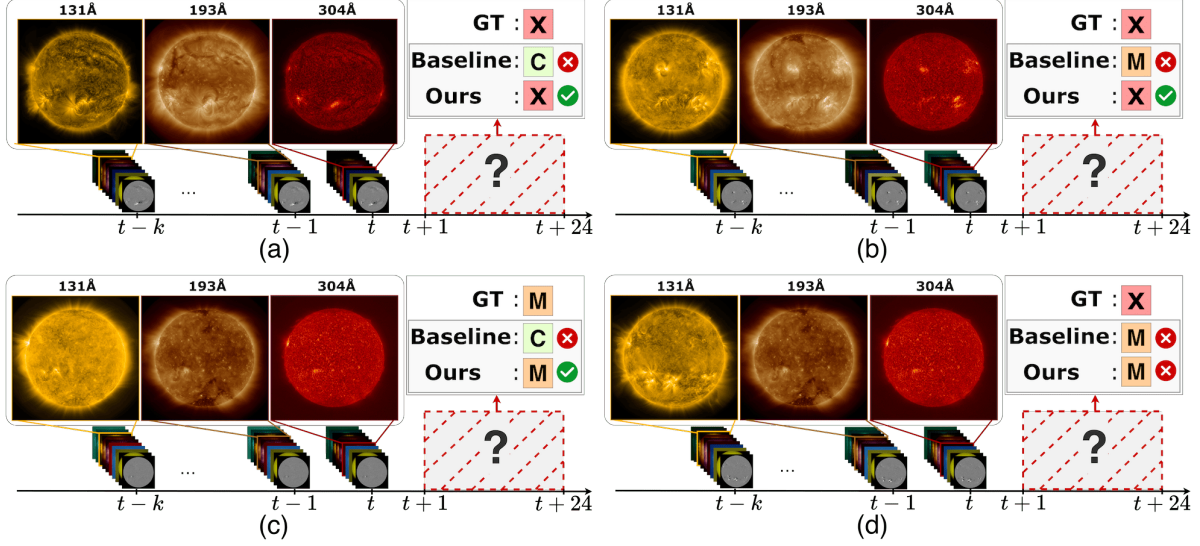 131Å 193Å 304Å
GT : X
Baseline: C
Ours : X
?
...
t − k t − 1 t t + 1 t + 24
(a)
131Å 193Å 304Å
GT : X
Baseline: M
Ours : X
?
...
t − k t − 1 t t + 1 t + 24
(b)
131Å 193Å 304Å
GT : M
Baseline: C
Ours : M
?
...
t − k t − 1 t t + 1 t + 24
(c)
131Å 193Å 304Å
GT : X
Baseline: M
Ours : M
?
...
t − k t − 1 t t + 1 t + 24
(d)